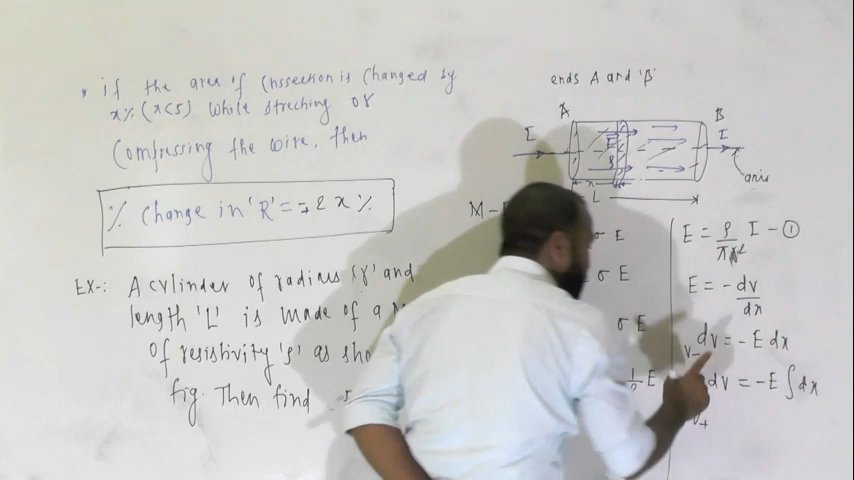 * if the area of Crssection is changed by
x% (x<5) while streching or
Compressing the wire. then
% Change in 'R' = -2x%
EX-: A cylinder of radius 'r' and
length 'L' is made of a
of resistivity 'ρ' as sho
fig. Then find
ends A and 'B'
A
B
I
E
I
ρ
x
axis
L
M-
σ E
σ E
σ E
E
E = ρ/πr² I - ①
E = - dv/dx
dv = - E dx
V-
dv = -E ∫ dx
V+